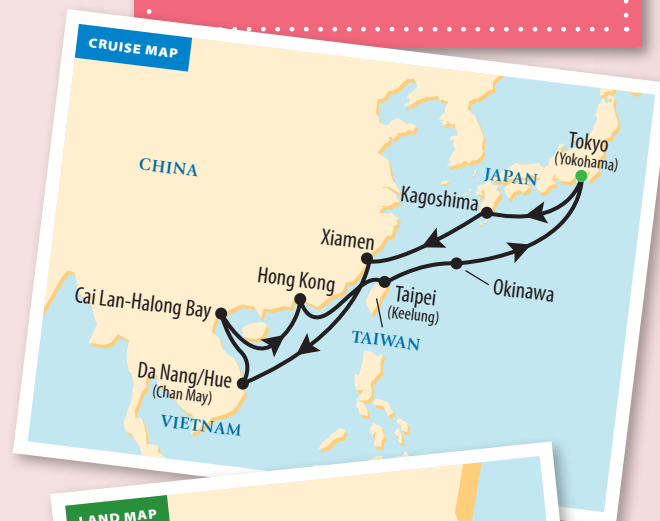 CRUISE MAP
CHINA
Tokyo
(Yokohama)
JAPAN
Kagoshima
Xiamen
Hong Kong
Okinawa
Cai Lan-Halong Bay
Taipei
(Keelung)
TAIWAN
Da Nang/Hue
(Chan May)
VIETNAM
LAND MAP